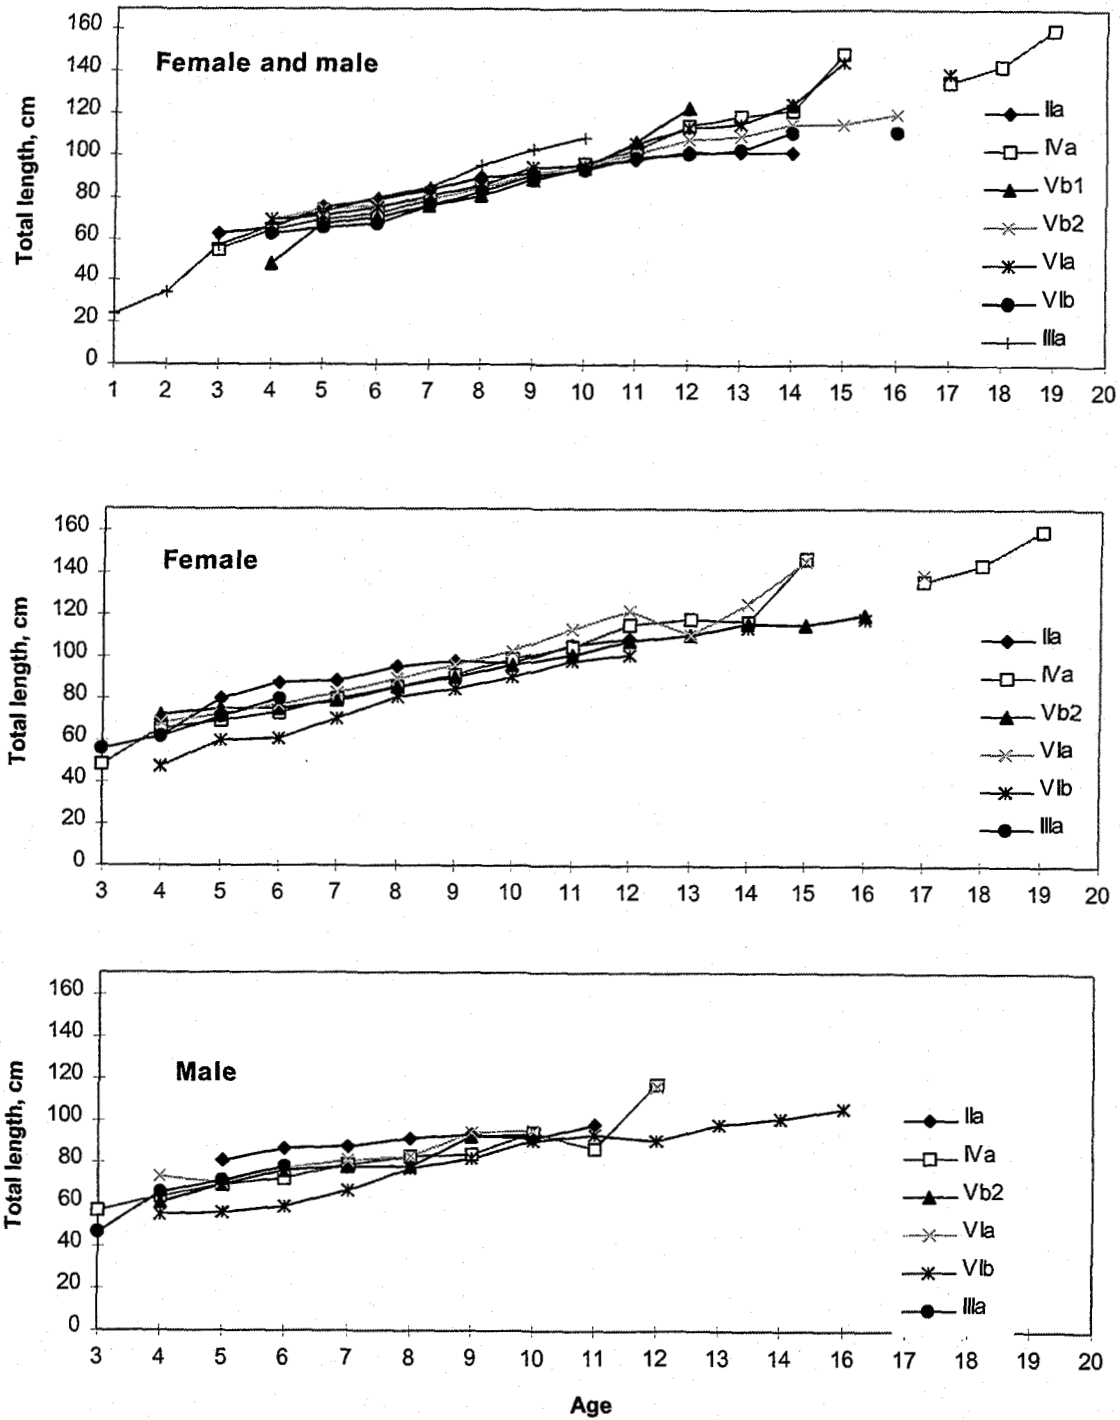 160
Female and male
140
120
100
80
60
40
20
0
Total length, cm
IIa
IVa
Vb1
Vb2
VIa
VIb
IIIa
1 2 3 4 5 6 7 8 9 10 11 12 13 14 15 16 17 18 19 20
160
Female
140
120
100
80
60
40
20
0
Total length, cm
IIa
IVa
Vb2
VIa
VIb
IIIa
3 4 5 6 7 8 9 10 11 12 13 14 15 16 17 18 19 20
160
140
Male
120
100
80
60
40
20
0
Total length, cm
IIa
IVa
Vb2
VIa
VIb
IIIa
3 4 5 6 7 8 9 10 11 12 13 14 15 16 17 18 19 20
Age